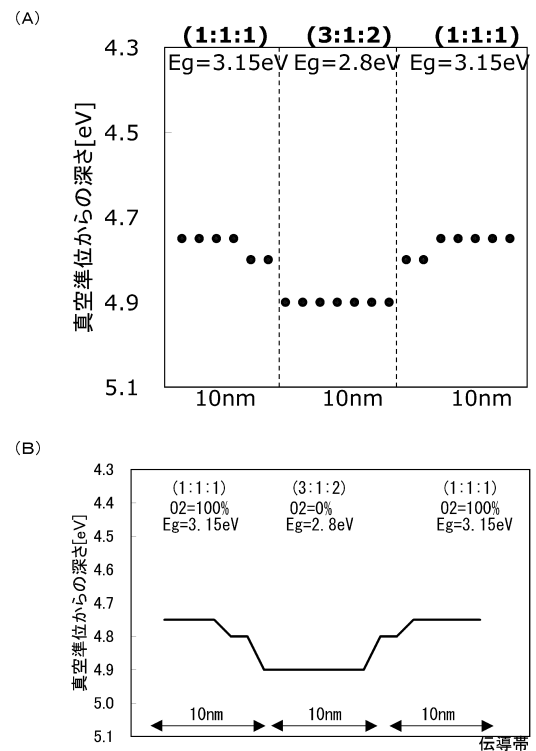 (A)
(1:1:1) (3:1:2) (1:1:1)
Eg=3.15eV Eg=2.8eV Eg=3.15eV
真空準位からの深さ[eV]
4.3
4.5
4.7
4.9
5.1
10nm 10nm 10nm
(B)
真空準位からの深さ[eV]
4.3
4.4
4.5
4.6
4.7
4.8
4.9
5.0
5.1
(1:1:1) (3:1:2) (1:1:1)
O2=100% O2=0% O2=100%
Eg=3.15eV Eg=2.8eV Eg=3.15eV
10nm 10nm 10nm
伝導帯